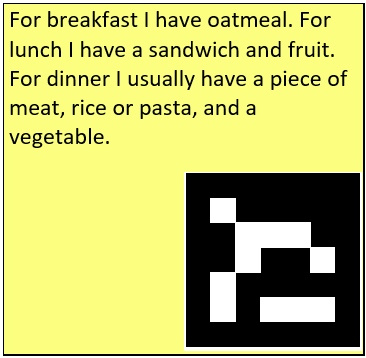 For breakfast I have oatmeal. For
lunch I have a sandwich and fruit.
For dinner I usually have a piece of
meat, rice or pasta, and a
vegetable.